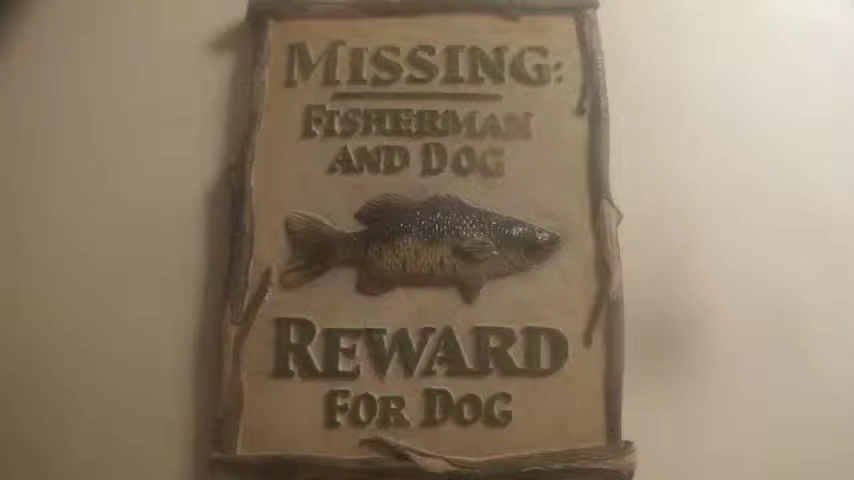 MISSING:
FISHERMAN
AND DOG
REWARD
FOR DOG